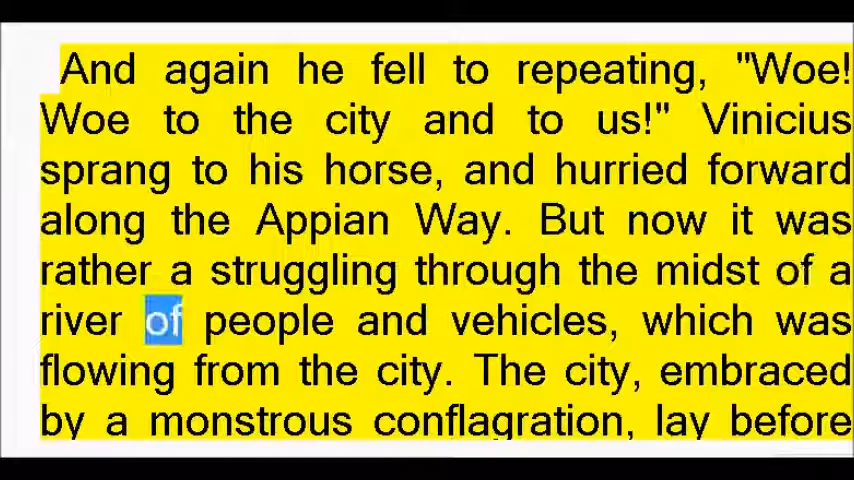 And again he fell to repeating, "Woe!
Woe to the city and to us!" Vinicius
sprang to his horse, and hurried forward
along the Appian Way. But now it was
rather a struggling through the midst of a
river of people and vehicles, which was
flowing from the city. The city, embraced
by a monstrous conflagration, lay before